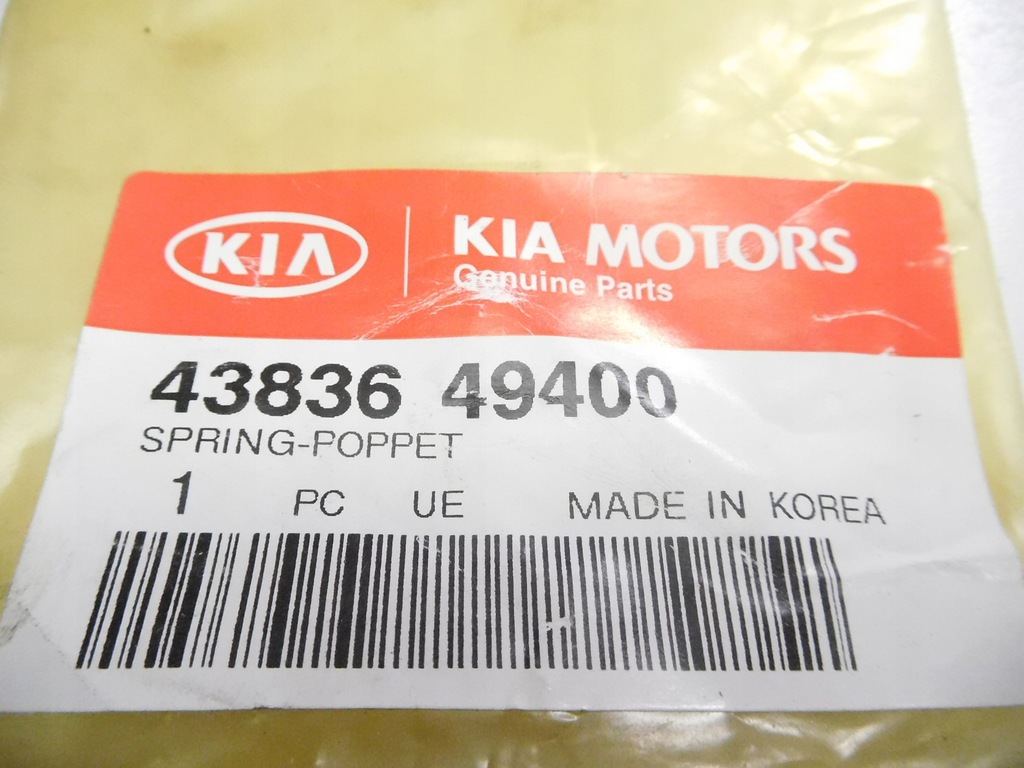 KIA KIA MOTORS
Genuine Parts
43836 49400
SPRING-POPPET
1 PC UE MADE IN KOREA